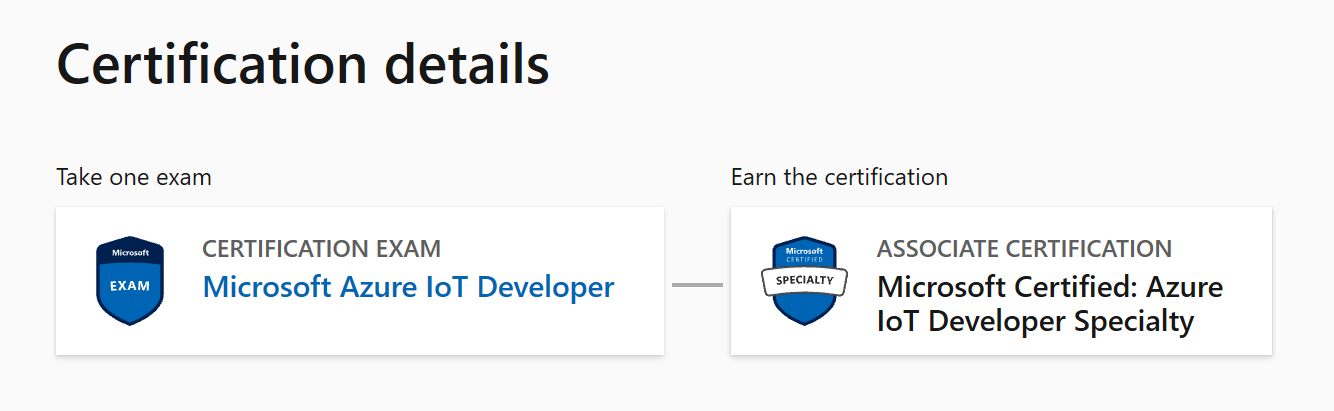 Certification details
Take one exam
Earn the certification
Microsoft
EXAM
CERTIFICATION EXAM
Microsoft Azure IoT Developer
Microsoft
CERTIFIED
SPECIALTY
ASSOCIATE CERTIFICATION
Microsoft Certified: Azure
IoT Developer Specialty